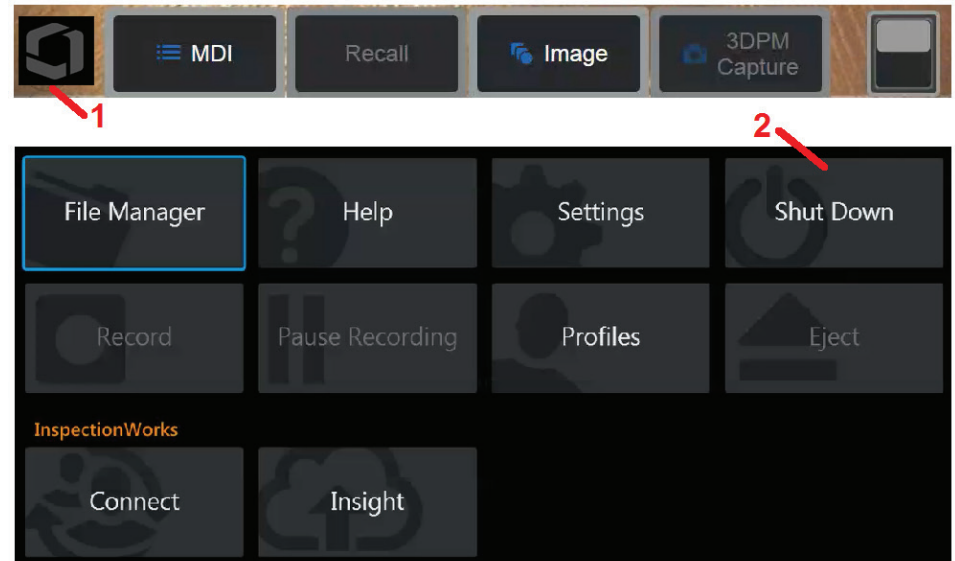 MDI
Recall
Image
3DPM
Capture
1
2
File Manager
Help
Settings
Shut Down
Record
Pause Recording
Profiles
Eject
InspectionWorks
Connect
Insight